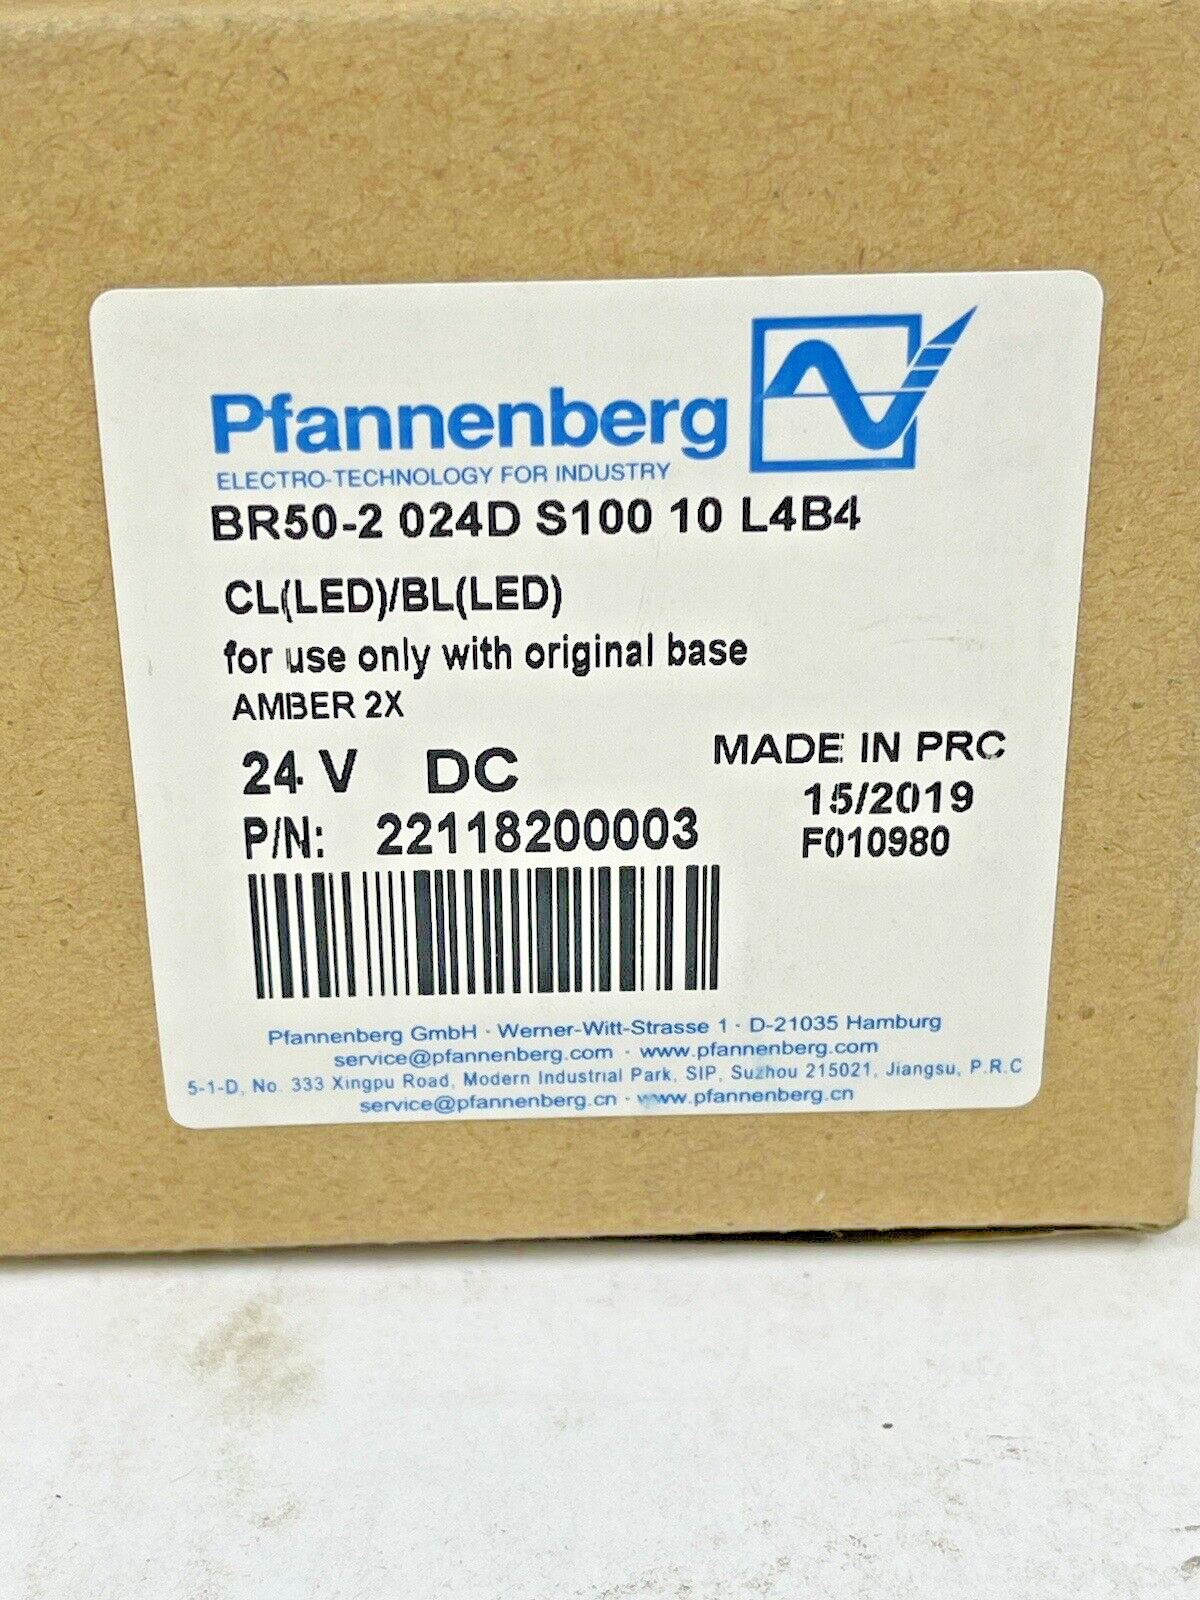 Pfannenberg
ELECTRO-TECHNOLOGY FOR INDUSTRY
BR50-2 024D S100 10 L4B4
CL(LED)/BL(LED)
for use only with original base
AMBER 2X
24 V DC
MADE IN PRC
15/2019
P/N: 22118200003
F010980
Pfannenberg GmbH · Werner-Witt-Strasse 1 · D-21035 Hamburg
service@pfannenberg.com · www.pfannenberg.com
5-1-D, No. 333 Xingpu Road, Modern Industrial Park, SIP, Suzhou 215021, Jiangsu, P.R.C
service@pfannenberg.cn · www.pfannenberg.cn